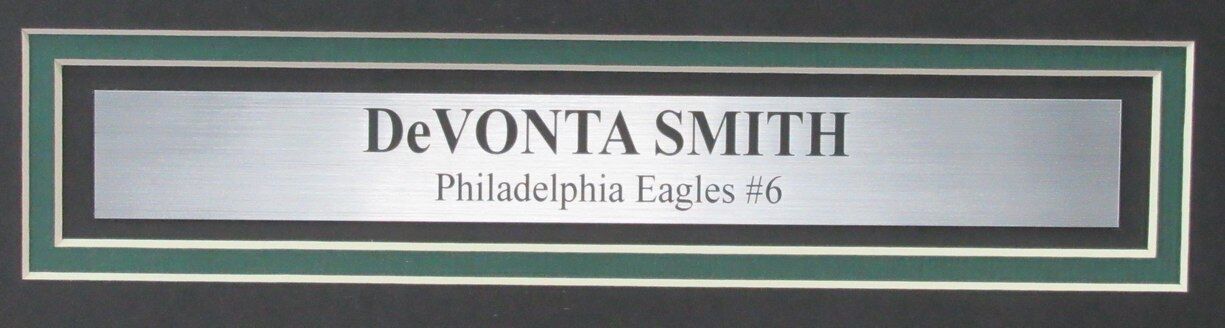 DeVONTA SMITH
Philadelphia Eagles #6